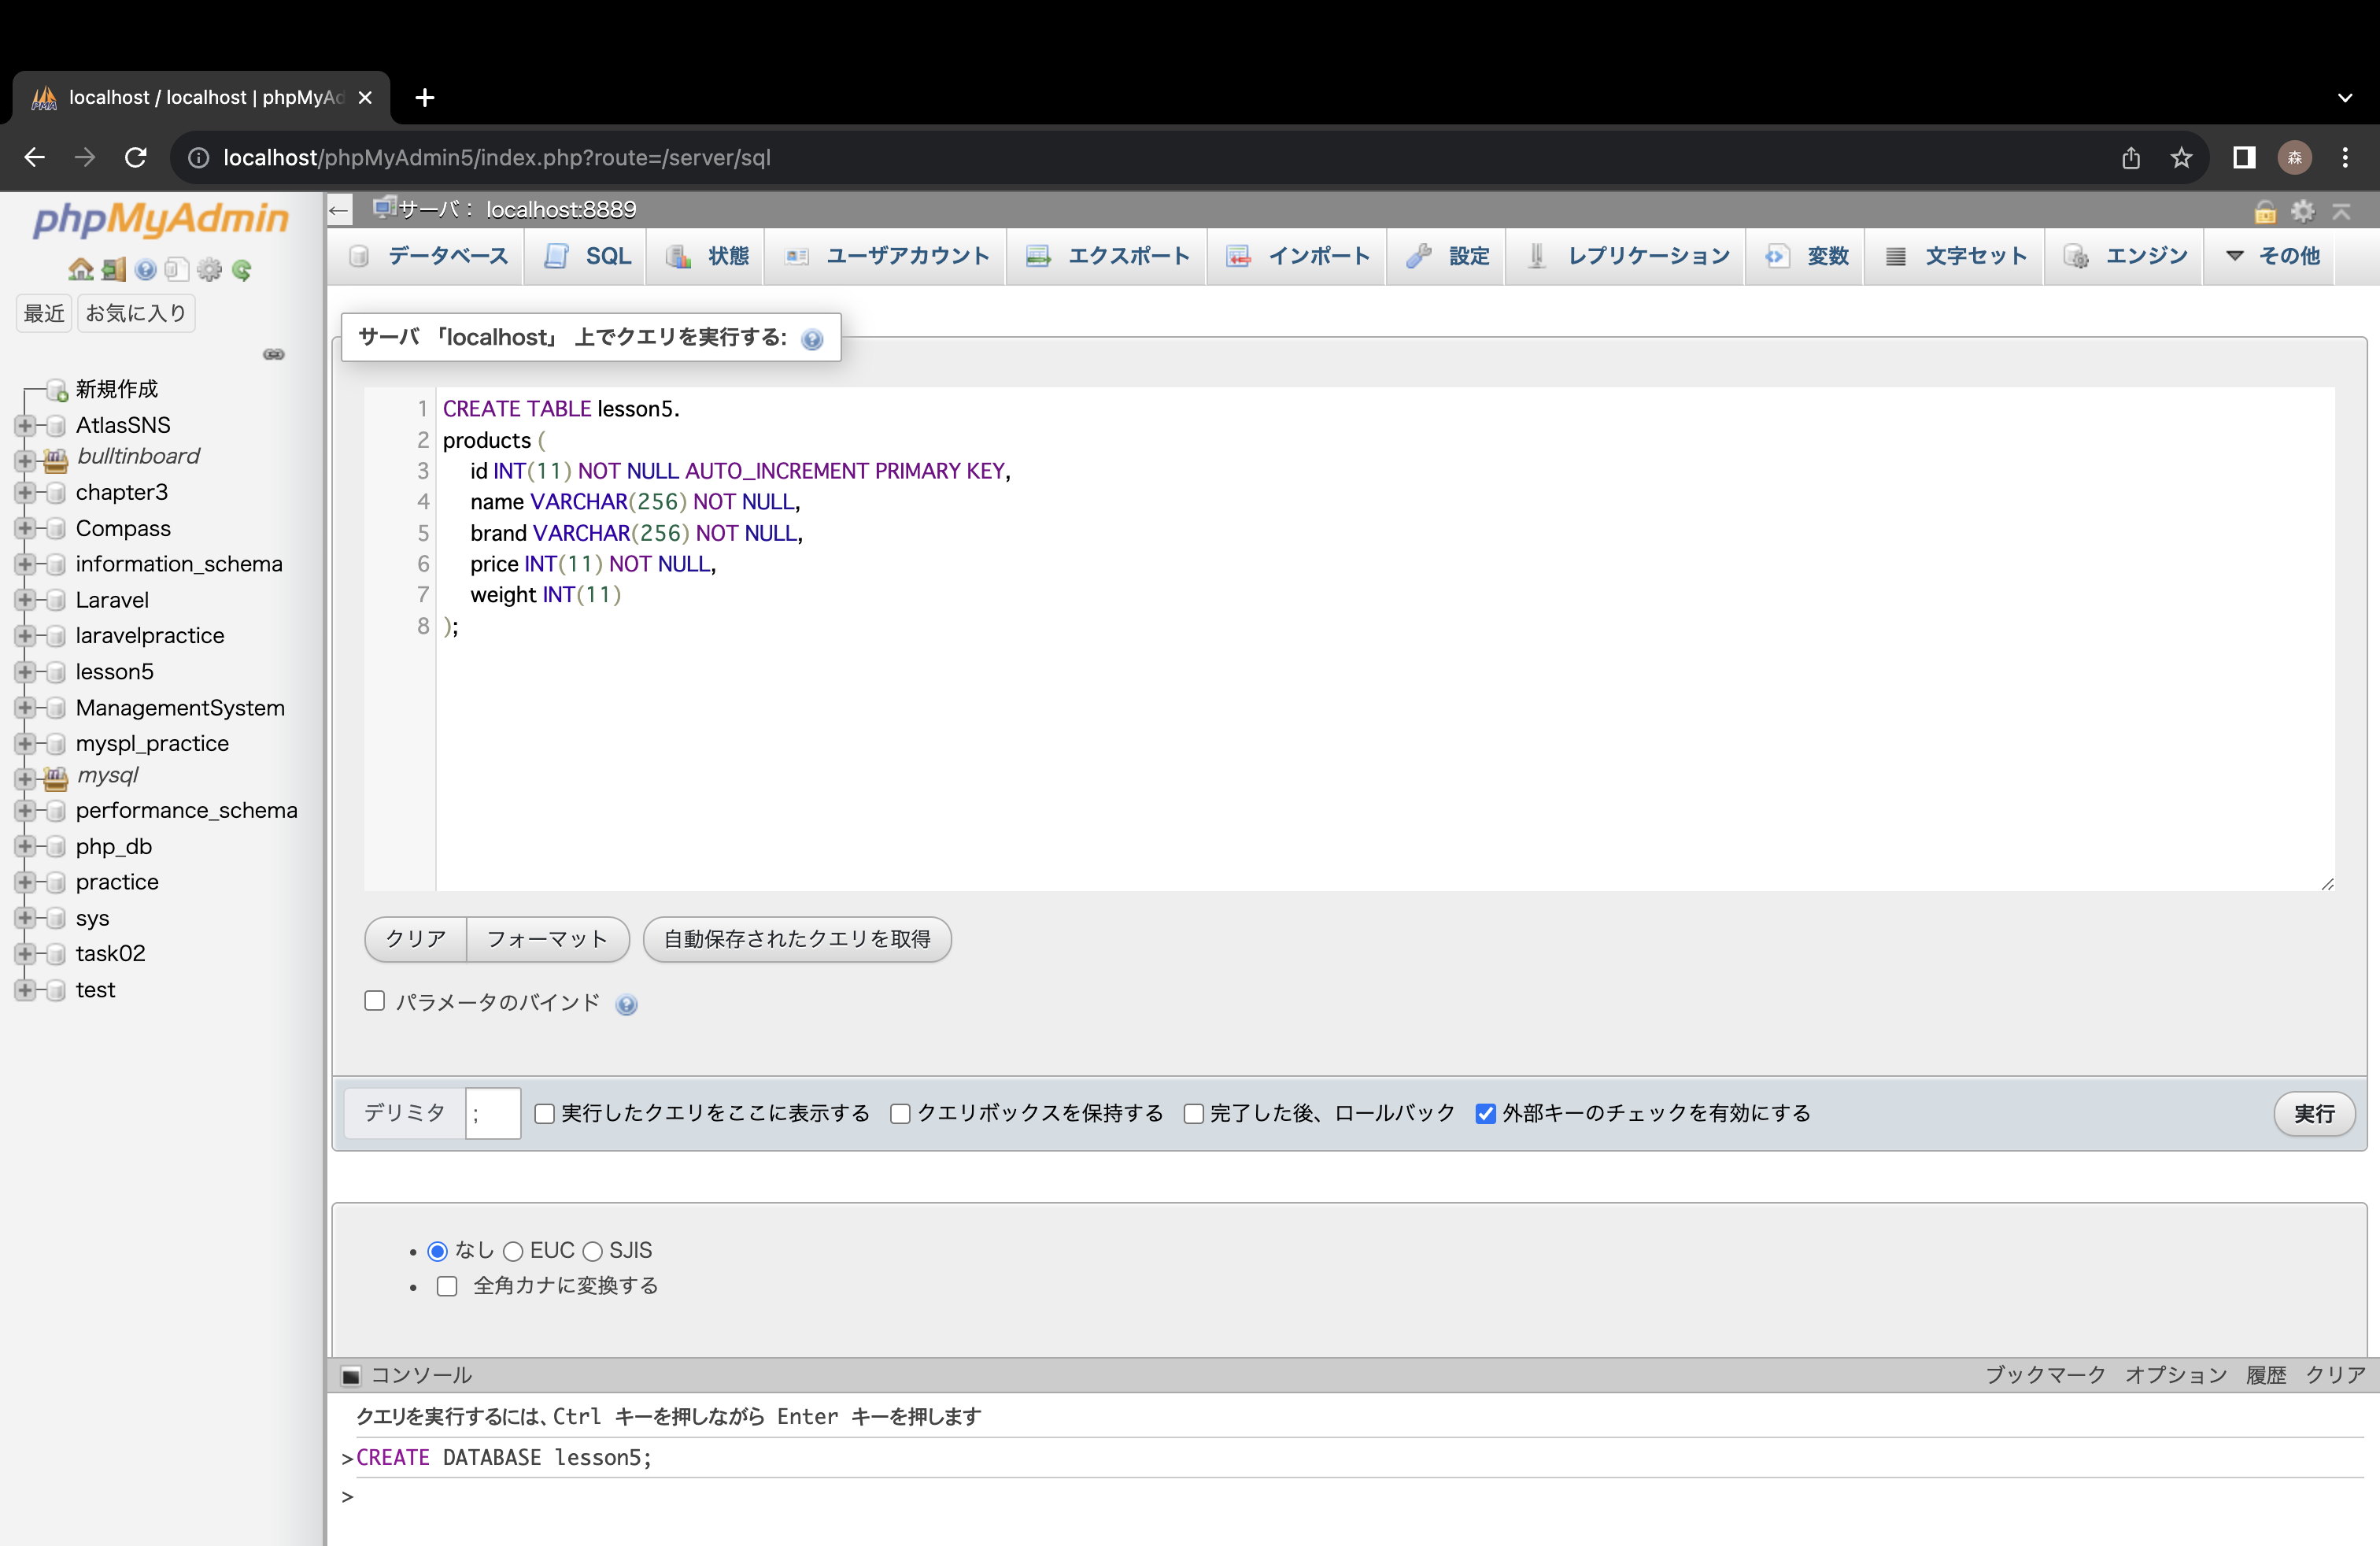 localhost / localhost | phpMyAd
localhost/phpMyAdmin5/index.php?route=/server/sql
森
phpMyAdmin
サーバ： localhost:8889
データベース SQL 状態 ユーザアカウント エクスポート インポート 設定 レプリケーション 変数 文字セット エンジン その他
最近 お気に入り
新規作成
AtlasSNS
bulltinboard
chapter3
Compass
information_schema
Laravel
laravelpractice
lesson5
ManagementSystem
myspl_practice
mysql
performance_schema
php_db
practice
sys
task02
test
サーバ 「localhost」 上でクエリを実行する:
1 CREATE TABLE lesson5.
2 products (
3 id INT(11) NOT NULL AUTO_INCREMENT PRIMARY KEY,
4 name VARCHAR(256) NOT NULL,
5 brand VARCHAR(256) NOT NULL,
6 price INT(11) NOT NULL,
7 weight INT(11)
8 );
クリア フォーマット 自動保存されたクエリを取得
パラメータのバインド
デリミタ ; 実行したクエリをここに表示する クエリボックスを保持する 完了した後、ロールバック 外部キーのチェックを有効にする 実行
なし EUC SJIS
全角カナに変換する
コンソール ブックマーク オプション 履歴 クリア
クエリを実行するには、Ctrl キーを押しながら Enter キーを押します
>CREATE DATABASE lesson5;
>